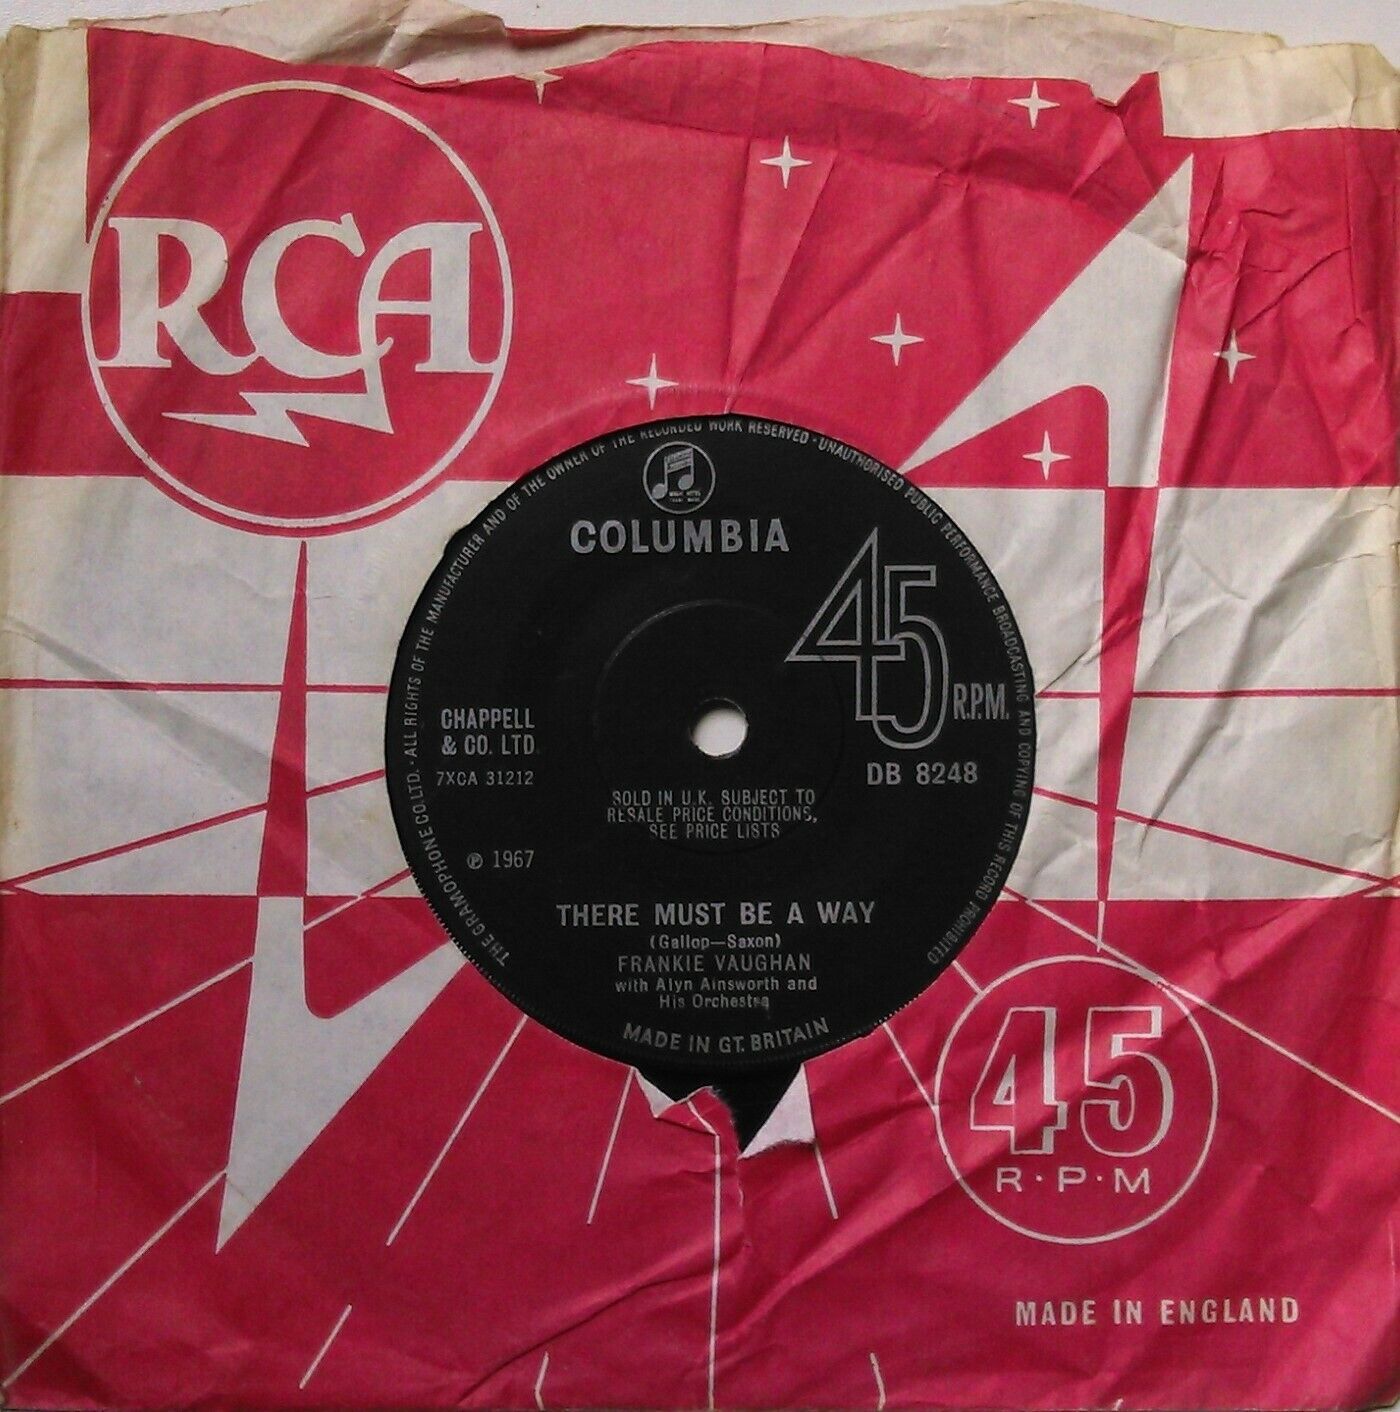 RCA
THE GRAMOPHONE CO. LTD. · ALL RIGHTS OF THE MANUFACTURER AND OF THE OWNER OF THE RECORDED WORK RESERVED · UNAUTHORISED PUBLIC PERFORMANCE BROADCASTING AND COPYING OF THIS RECORD PROHIBITED
COLUMBIA
45 R.P.M.
CHAPPELL
& CO. LTD.
7XCA 31212
DB 8248
SOLD IN U.K. SUBJECT TO
RESALE PRICE CONDITIONS,
SEE PRICE LISTS
℗ 1967
THERE MUST BE A WAY
(Gallop—Saxon)
FRANKIE VAUGHAN
with Alyn Ainsworth and
His Orchestra
MADE IN GT. BRITAIN
45
R·P·M
MADE IN ENGLAND